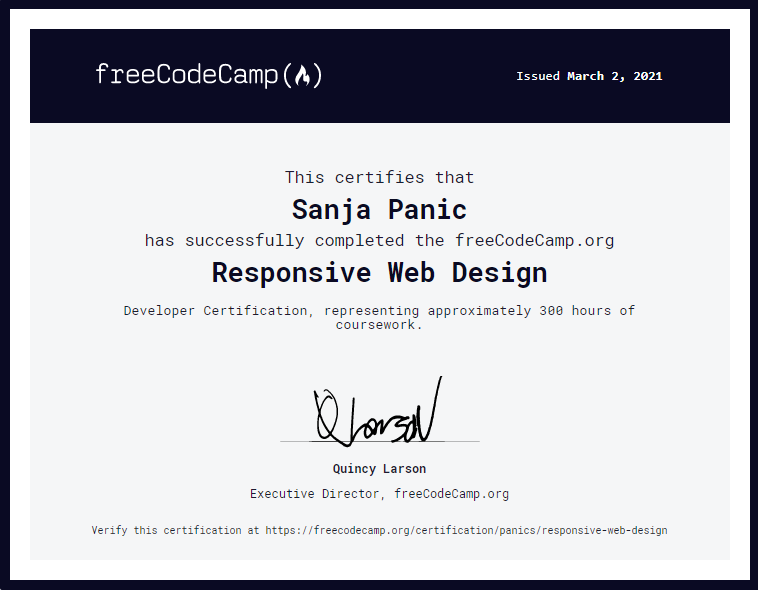 freeCodeCamp
Issued March 2, 2021
This certifies that
Sanja Panic
has successfully completed the freeCodeCamp.org
Responsive Web Design
Developer Certification, representing approximately 300 hours of
coursework.
Q Larson
Quincy Larson
Executive Director, freeCodeCamp.org
Verify this certification at https://freecodecamp.org/certification/panics/responsive-web-design